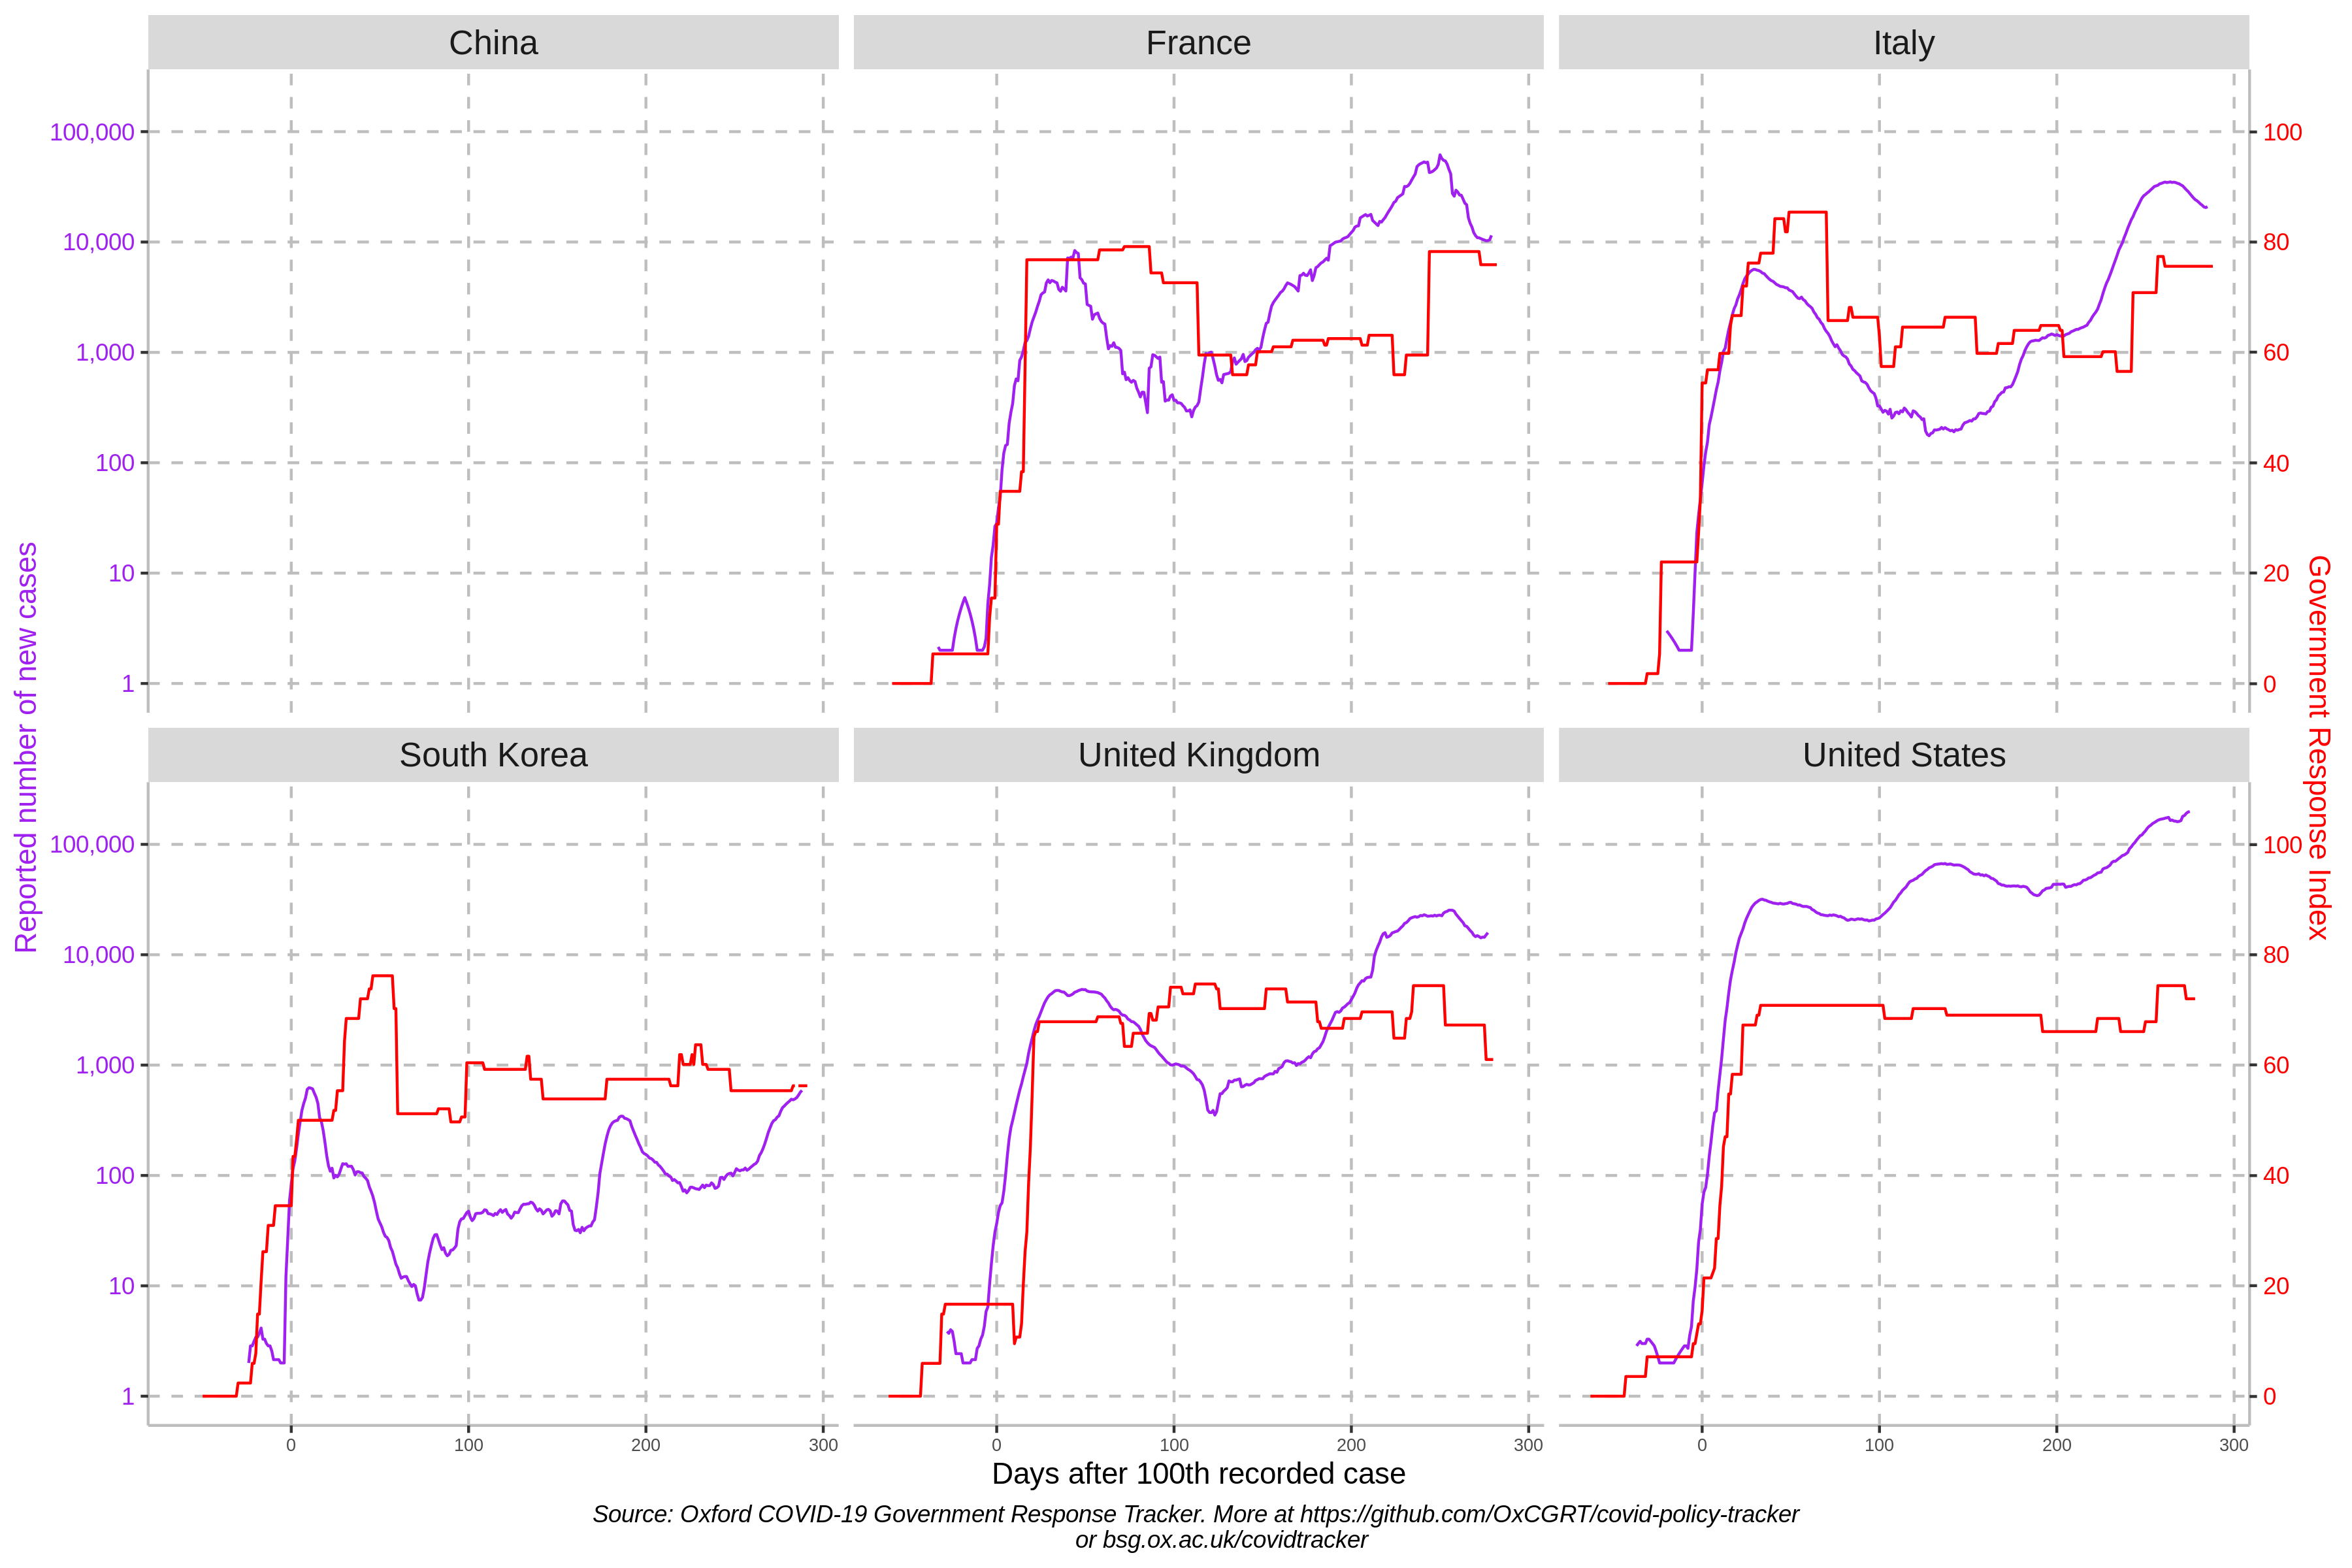 China
France
Italy
100,000
10,000
1,000
100
10
1
100
80
60
40
20
0
Reported number of new cases
Government Response Index
South Korea
United Kingdom
United States
100,000
10,000
1,000
100
10
1
100
80
60
40
20
0
0 100 200 300
0 100 200 300
0 100 200 300
Days after 100th recorded case
Source: Oxford COVID-19 Government Response Tracker. More at https://github.com/OxCGRT/covid-policy-tracker
or bsg.ox.ac.uk/covidtracker